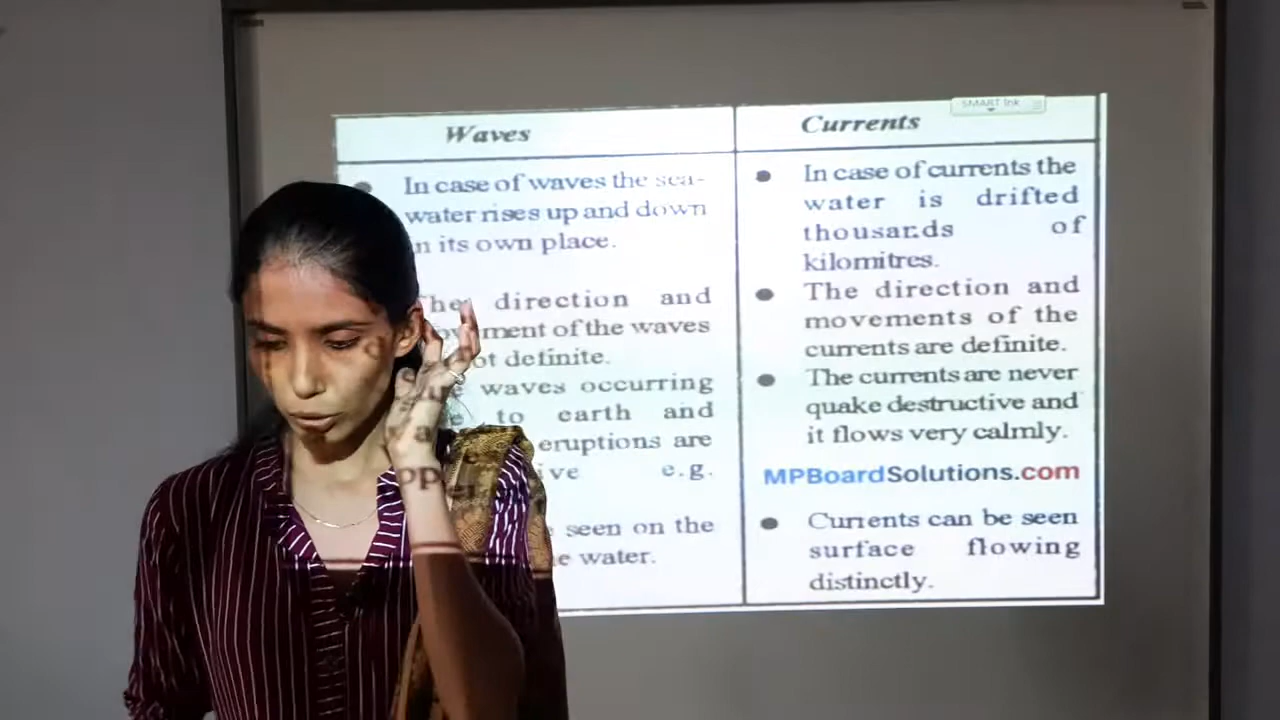 SMART Ink
Waves
In case of waves the sea-
water rises up and down
in its own place.
The direction and
movement of the waves
not definite.
waves occurring
to earth and
eruptions are
e.g.
seen on the
water.
Currents
In case of currents the
water is drifted
thousands of
kilomitres.
The direction and
movements of the
currents are definite.
The currents are never
quake destructive and
it flows very calmly.
MPBoardSolutions.com
Currents can be seen
surface flowing
distinctly.